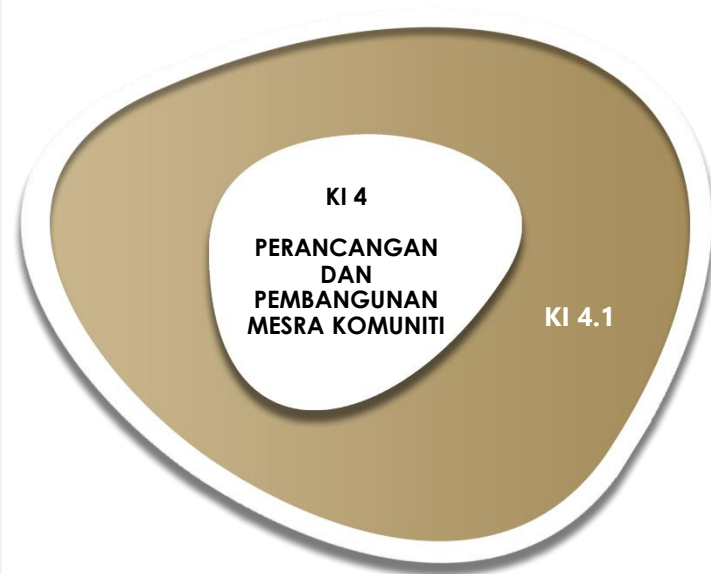 KI 4
PERANCANGAN
DAN
PEMBANGUNAN
MESRA KOMUNITI
KI 4.1